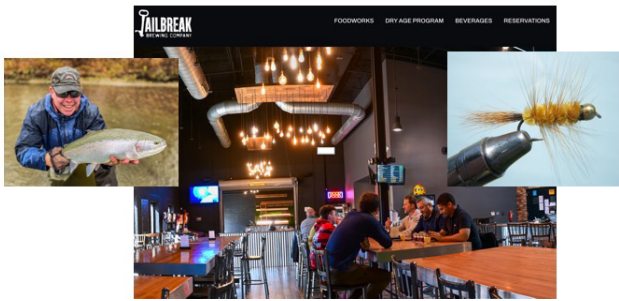 JAILBREAK
BREWING COMPANY
FOODWORKS DRY AGE PROGRAM BEVERAGES RESERVATIONS